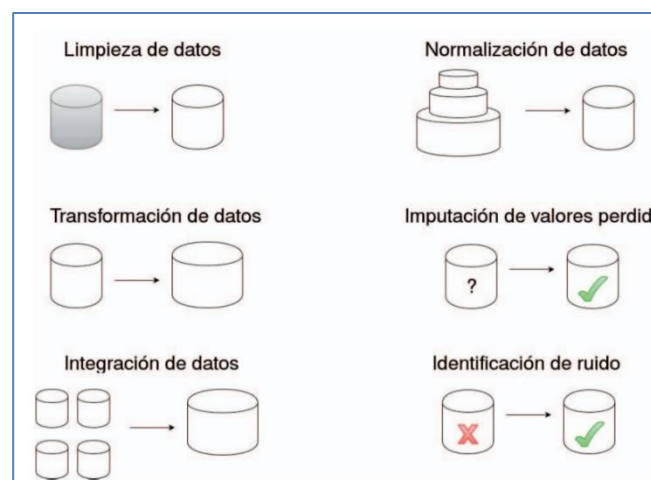 Limpieza de datos
Normalización de datos
Transformación de datos
Imputación de valores perdid
Integración de datos
Identificación de ruido
?